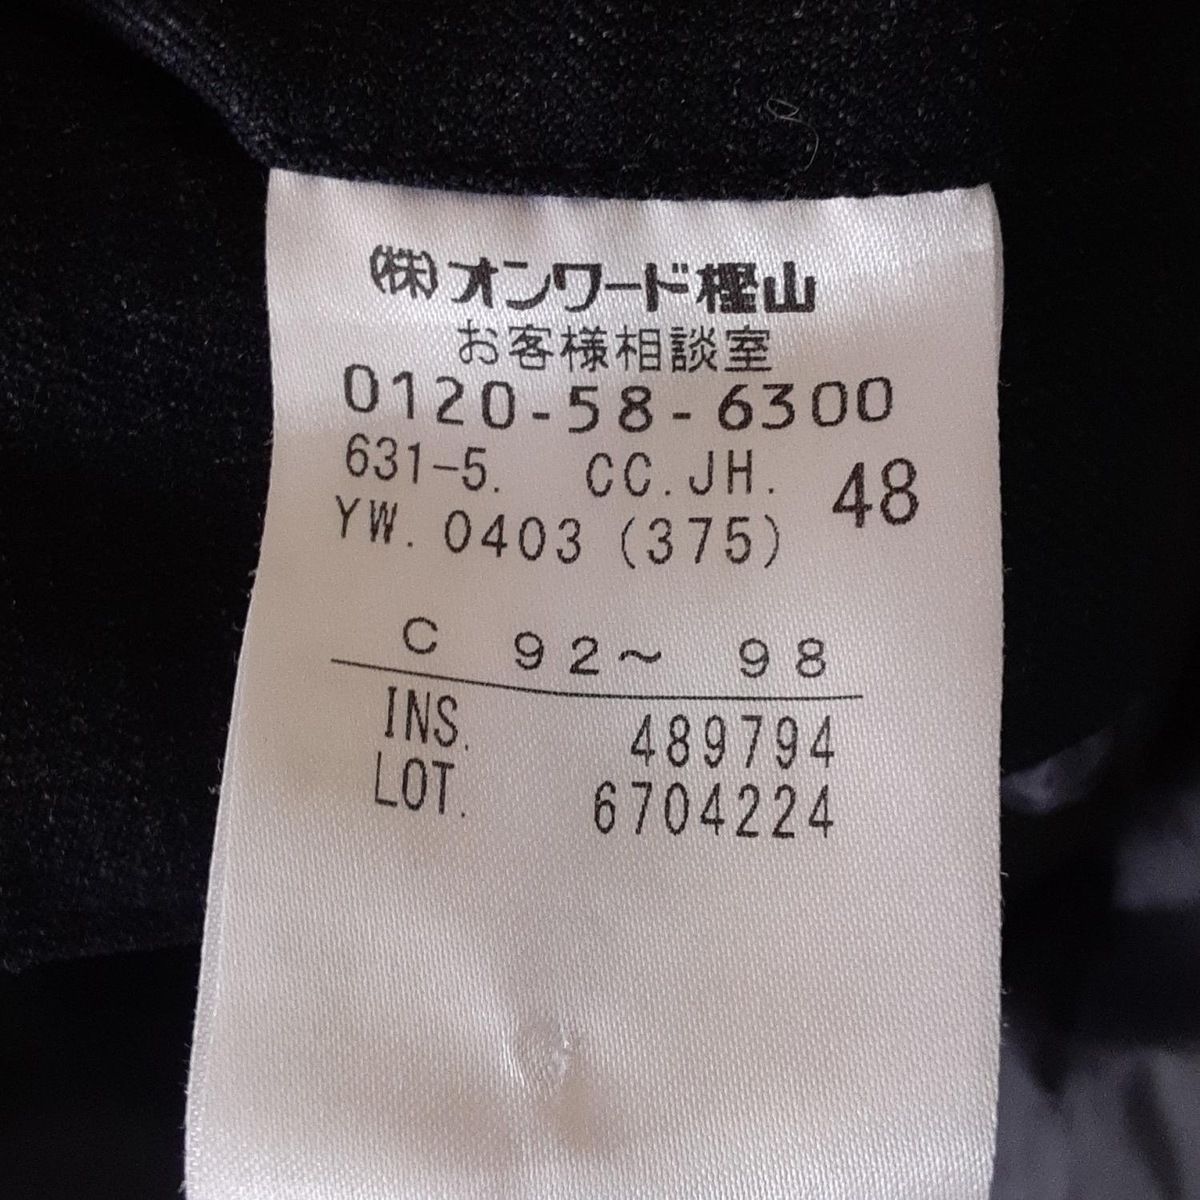 (株)オンワード樫山
お客様相談室
0120-58-6300
631-5. CC.JH. 48
YW. 0403 (375)
C 92～ 98
INS. 489794
LOT. 6704224